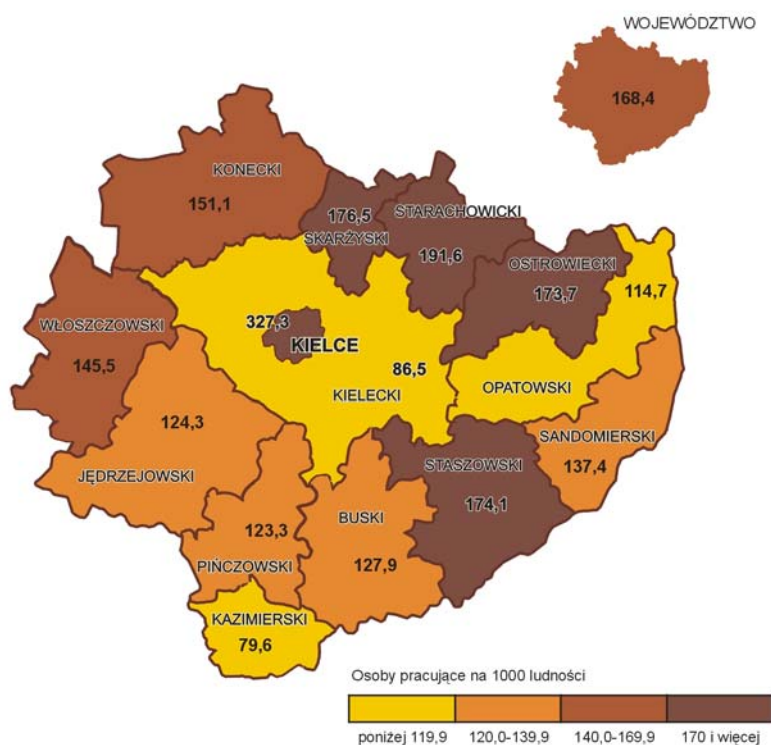 WOJEWÓDZTWO
168,4
KONECKI
151,1
176,5
SKARŻYSKI
STARACHOWICKI
191,6
OSTROWIECKI
173,7
114,7
OPATOWSKI
WŁOSZCZOWSKI
145,5
327,3
KIELCE
86,5
KIELECKI
124,3
JĘDRZEJOWSKI
SANDOMIERSKI
137,4
STASZOWSKI
174,1
123,3
PIŃCZOWSKI
BUSKI
127,9
KAZIMIERSKI
79,6
Osoby pracujące na 1000 ludności
poniżej 119,9 120,0-139,9 140,0-169,9 170 i więcej